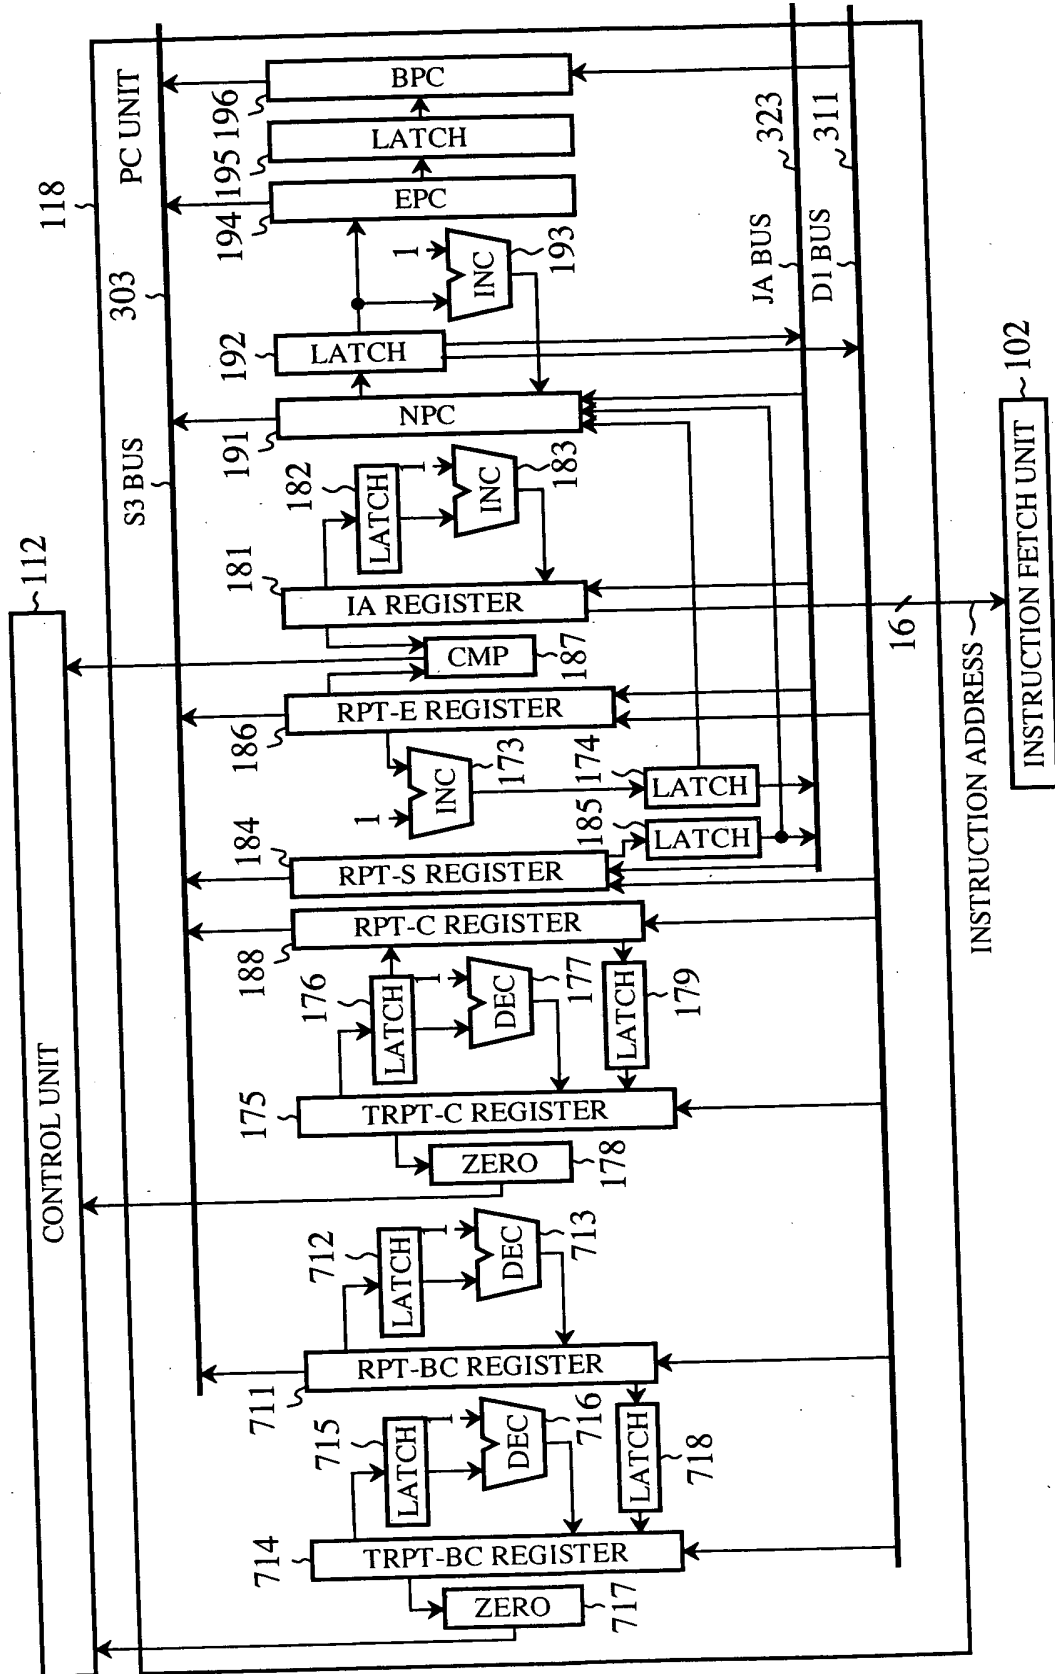 CONTROL UNIT
112
118
PC UNIT
303
S3 BUS
BPC
196
LATCH
195
EPC
194
1
INC
193
LATCH
192
NPC
191
323
311
JA BUS
D1 BUS
LATCH
182
1
INC
183
IA REGISTER
181
CMP
187
RPT-E REGISTER
186
1
INC
173
LATCH
174
LATCH
185
RPT-S REGISTER
184
RPT-C REGISTER
188
LATCH
176
1
DEC
177
LATCH
179
TRPT-C REGISTER
175
ZERO
178
LATCH
712
1
DEC
713
RPT-BC REGISTER
711
LATCH
715
1
DEC
716
LATCH
718
TRPT-BC REGISTER
714
ZERO
717
16
INSTRUCTION ADDRESS
INSTRUCTION FETCH UNIT
102